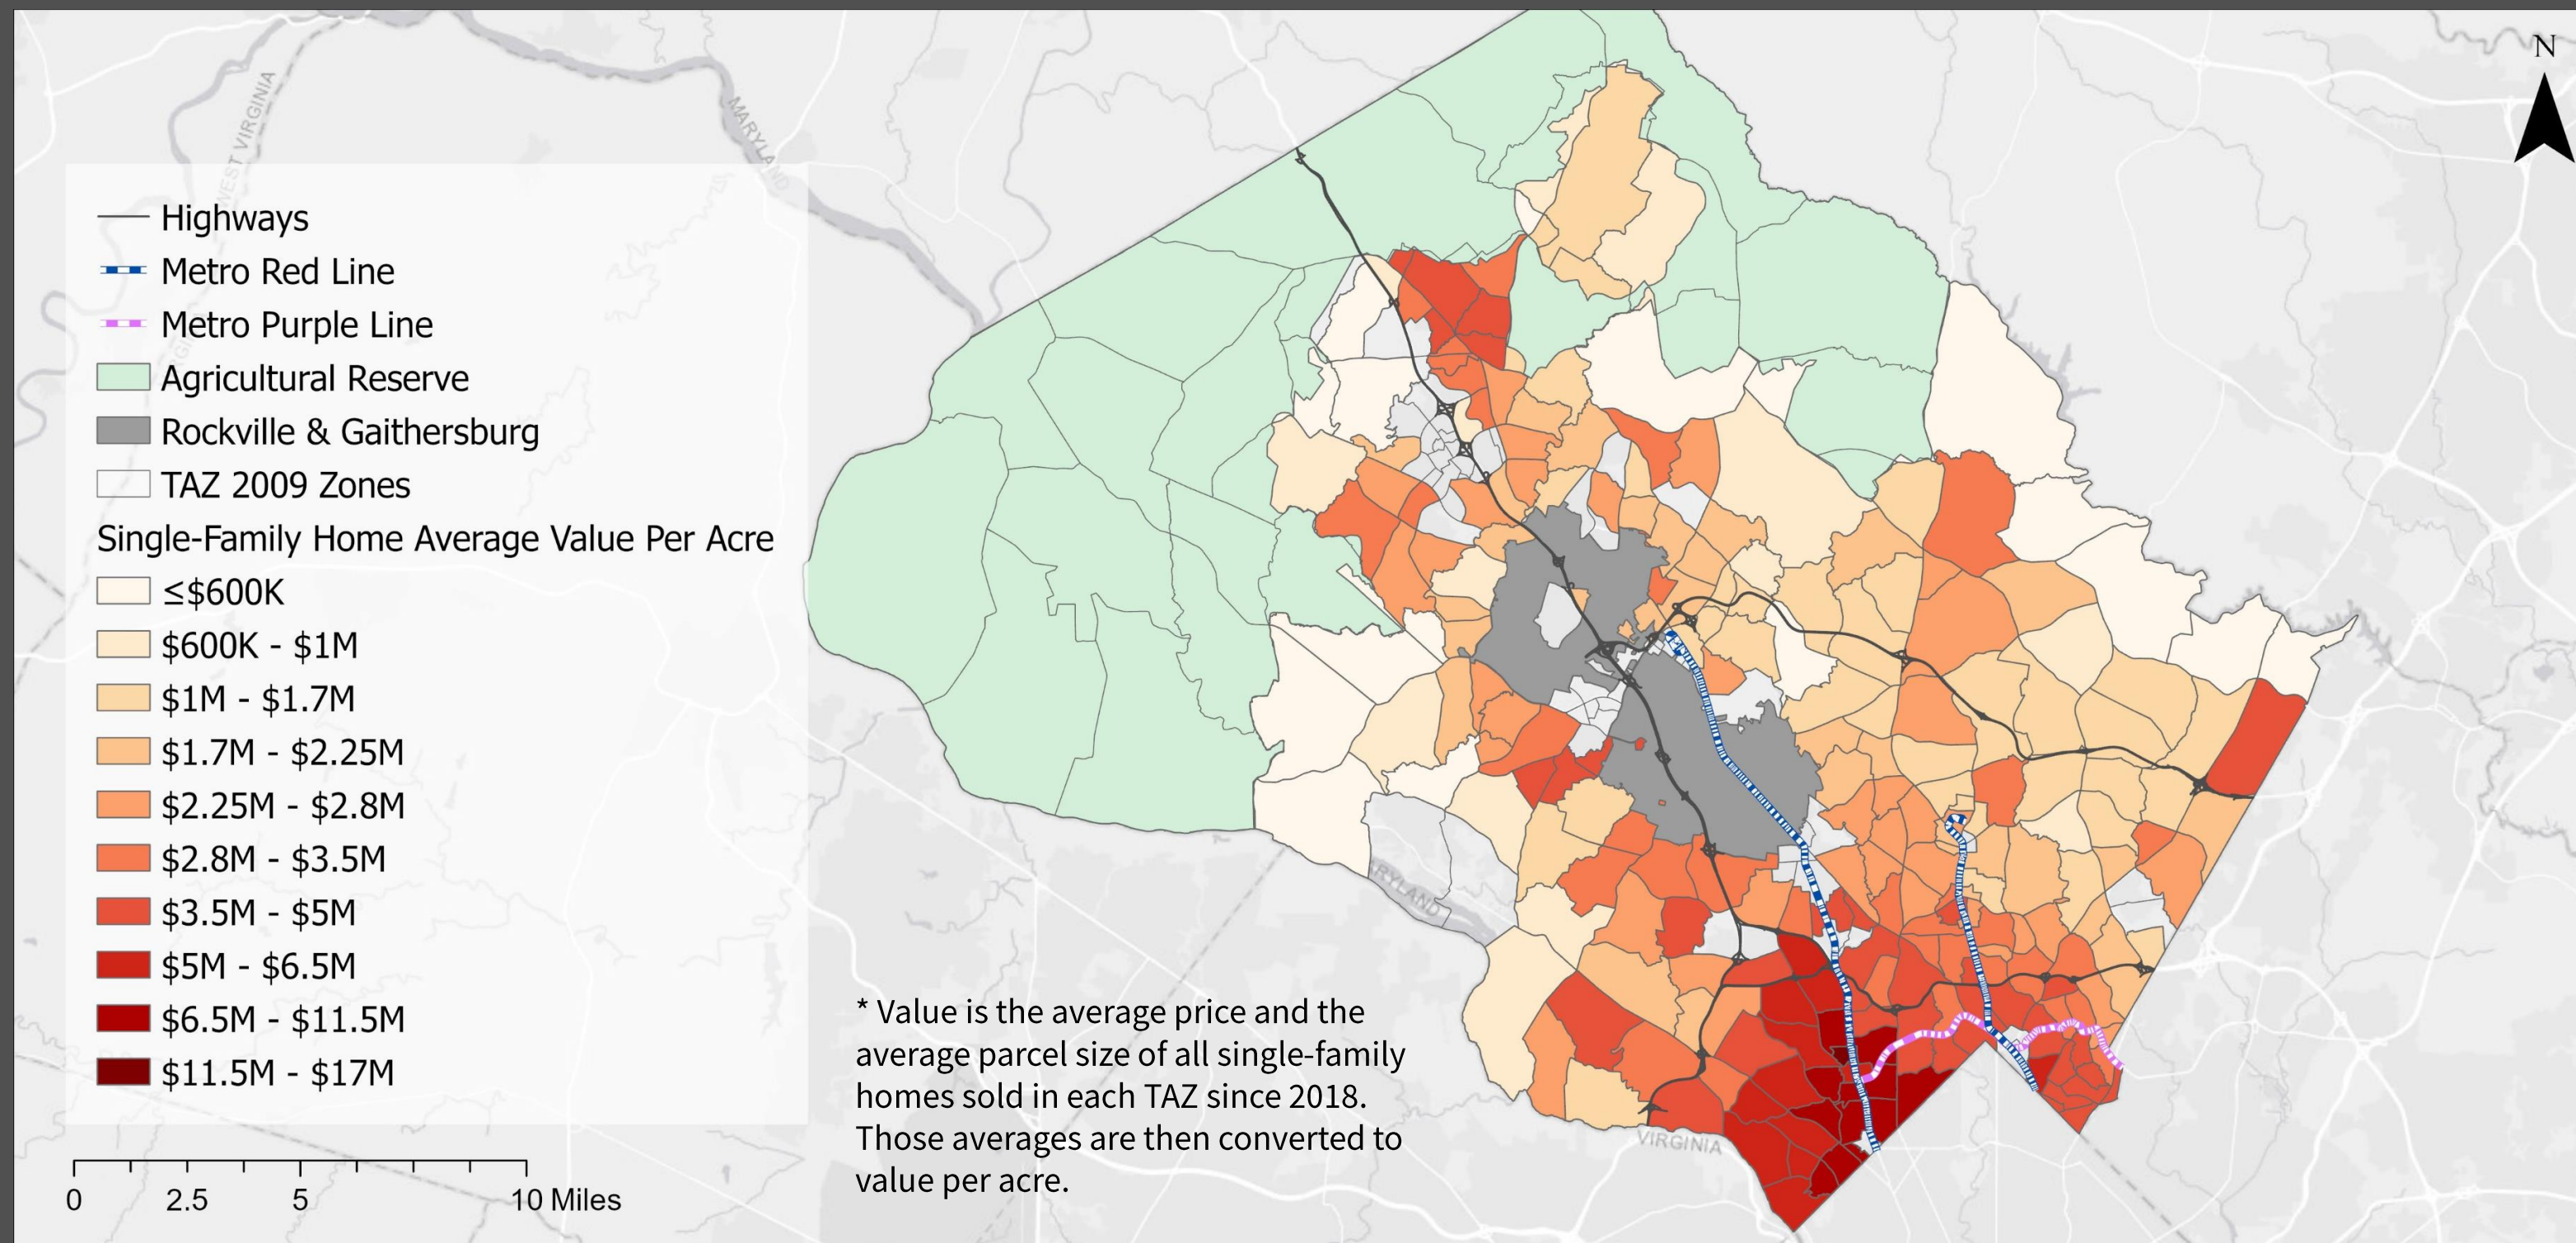 N
WEST VIRGINIA
MARYLAND
Highways
Metro Red Line
Metro Purple Line
Agricultural Reserve
Rockville & Gaithersburg
TAZ 2009 Zones
Single-Family Home Average Value Per Acre
≤$600K
$600K - $1M
$1M - $1.7M
$1.7M - $2.25M
$2.25M - $2.8M
$2.8M - $3.5M
$3.5M - $5M
$5M - $6.5M
$6.5M - $11.5M
$11.5M - $17M
0 2.5 5 10 Miles
* Value is the average price and the
average parcel size of all single-family
homes sold in each TAZ since 2018.
Those averages are then converted to
value per acre.
ARYLAND
VIRGINIA